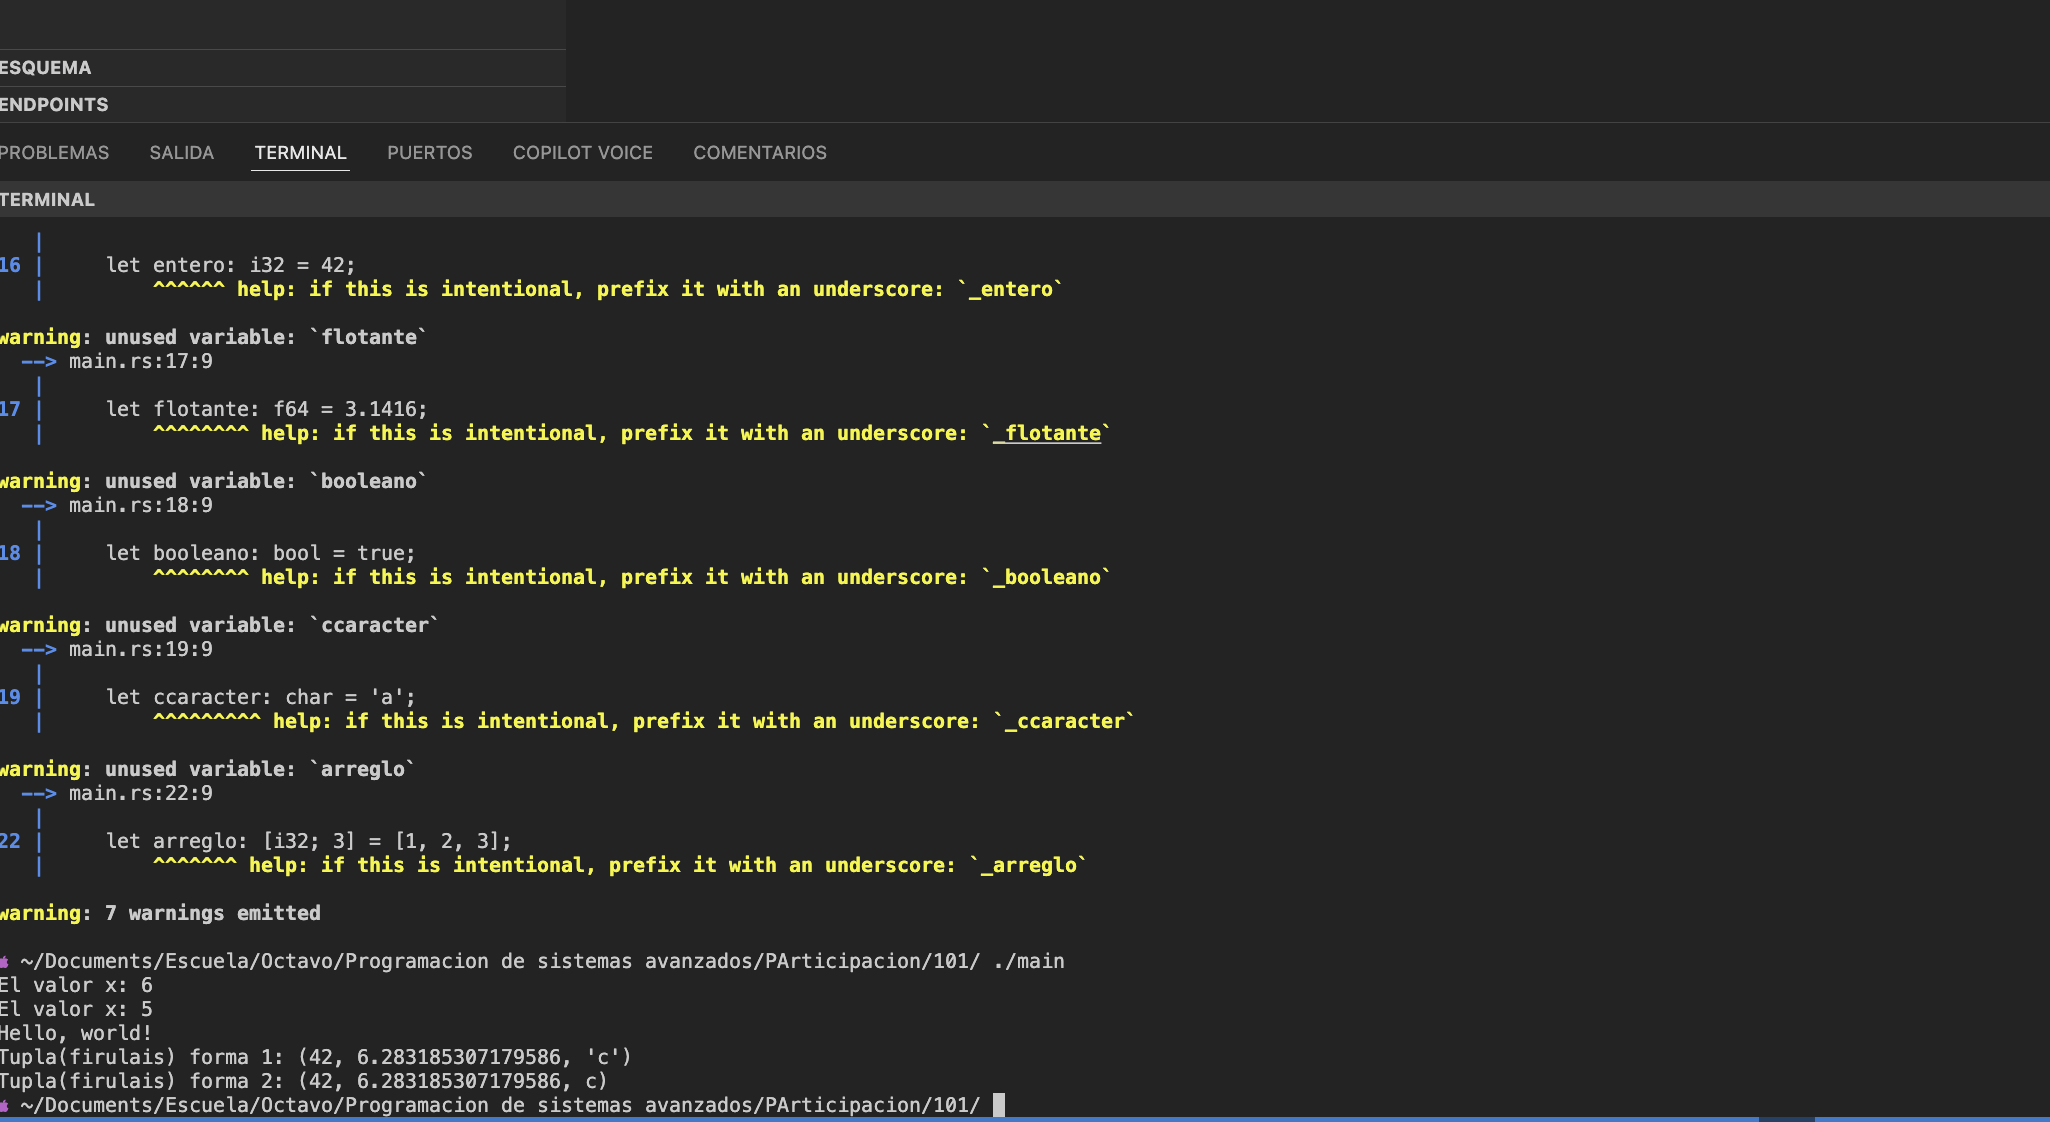 ESQUEMA
ENDPOINTS
PROBLEMAS SALIDA TERMINAL PUERTOS COPILOT VOICE COMENTARIOS
TERMINAL
|
16 | let entero: i32 = 42;
| ^^^^^^ help: if this is intentional, prefix it with an underscore: `_entero`
warning: unused variable: `flotante`
--> main.rs:17:9
|
17 | let flotante: f64 = 3.1416;
| ^^^^^^^^ help: if this is intentional, prefix it with an underscore: `_flotante`
warning: unused variable: `booleano`
--> main.rs:18:9
|
18 | let booleano: bool = true;
| ^^^^^^^^ help: if this is intentional, prefix it with an underscore: `_booleano`
warning: unused variable: `ccaracter`
--> main.rs:19:9
|
19 | let ccaracter: char = 'a';
| ^^^^^^^^^ help: if this is intentional, prefix it with an underscore: `_ccaracter`
warning: unused variable: `arreglo`
--> main.rs:22:9
|
22 | let arreglo: [i32; 3] = [1, 2, 3];
| ^^^^^^^ help: if this is intentional, prefix it with an underscore: `_arreglo`
warning: 7 warnings emitted
~/Documents/Escuela/Octavo/Programacion de sistemas avanzados/PArticipacion/101/ ./main
El valor x: 6
El valor x: 5
Hello, world!
Tupla(firulais) forma 1: (42, 6.283185307179586, 'c')
Tupla(firulais) forma 2: (42, 6.283185307179586, c)
~/Documents/Escuela/Octavo/Programacion de sistemas avanzados/PArticipacion/101/